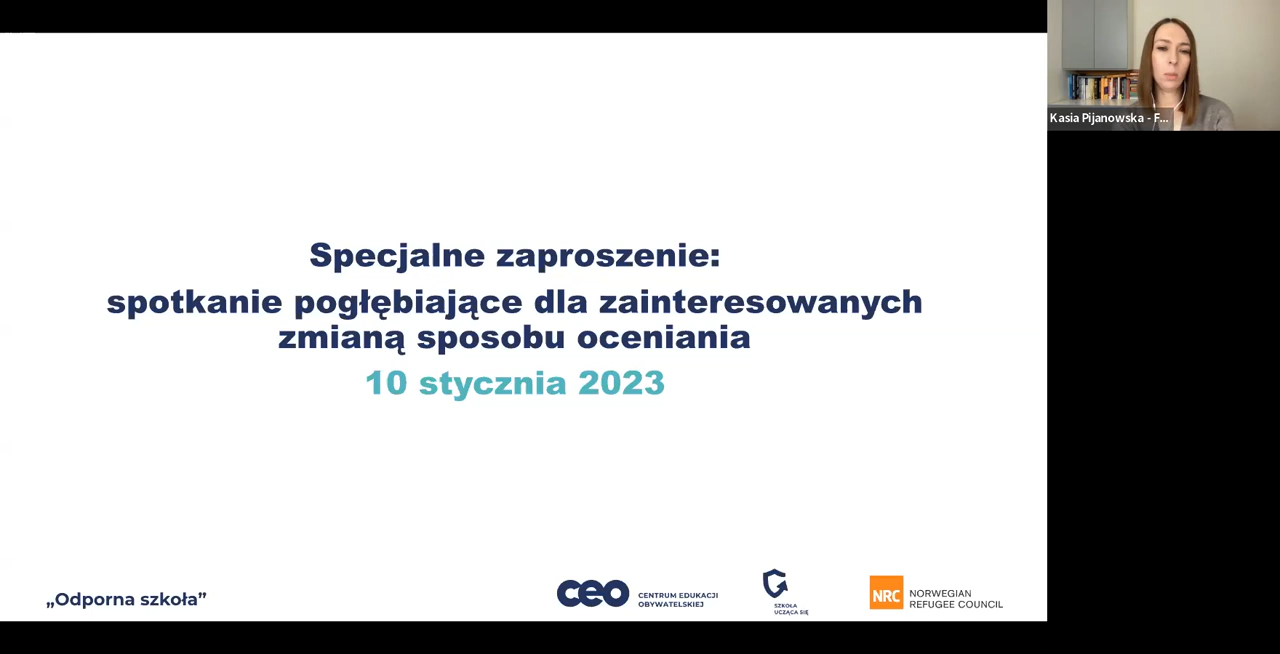 Kasia Pijanowska - F...
Specjalne zaproszenie:
spotkanie pogłębiające dla zainteresowanych
zmianą sposobu oceniania
10 stycznia 2023
„Odporna szkoła”
ceo
CENTRUM EDUKACJI
OBYWATELSKIEJ
SZKOŁA
UCZĄCA SIĘ
NRC
NORWEGIAN
REFUGEE COUNCIL